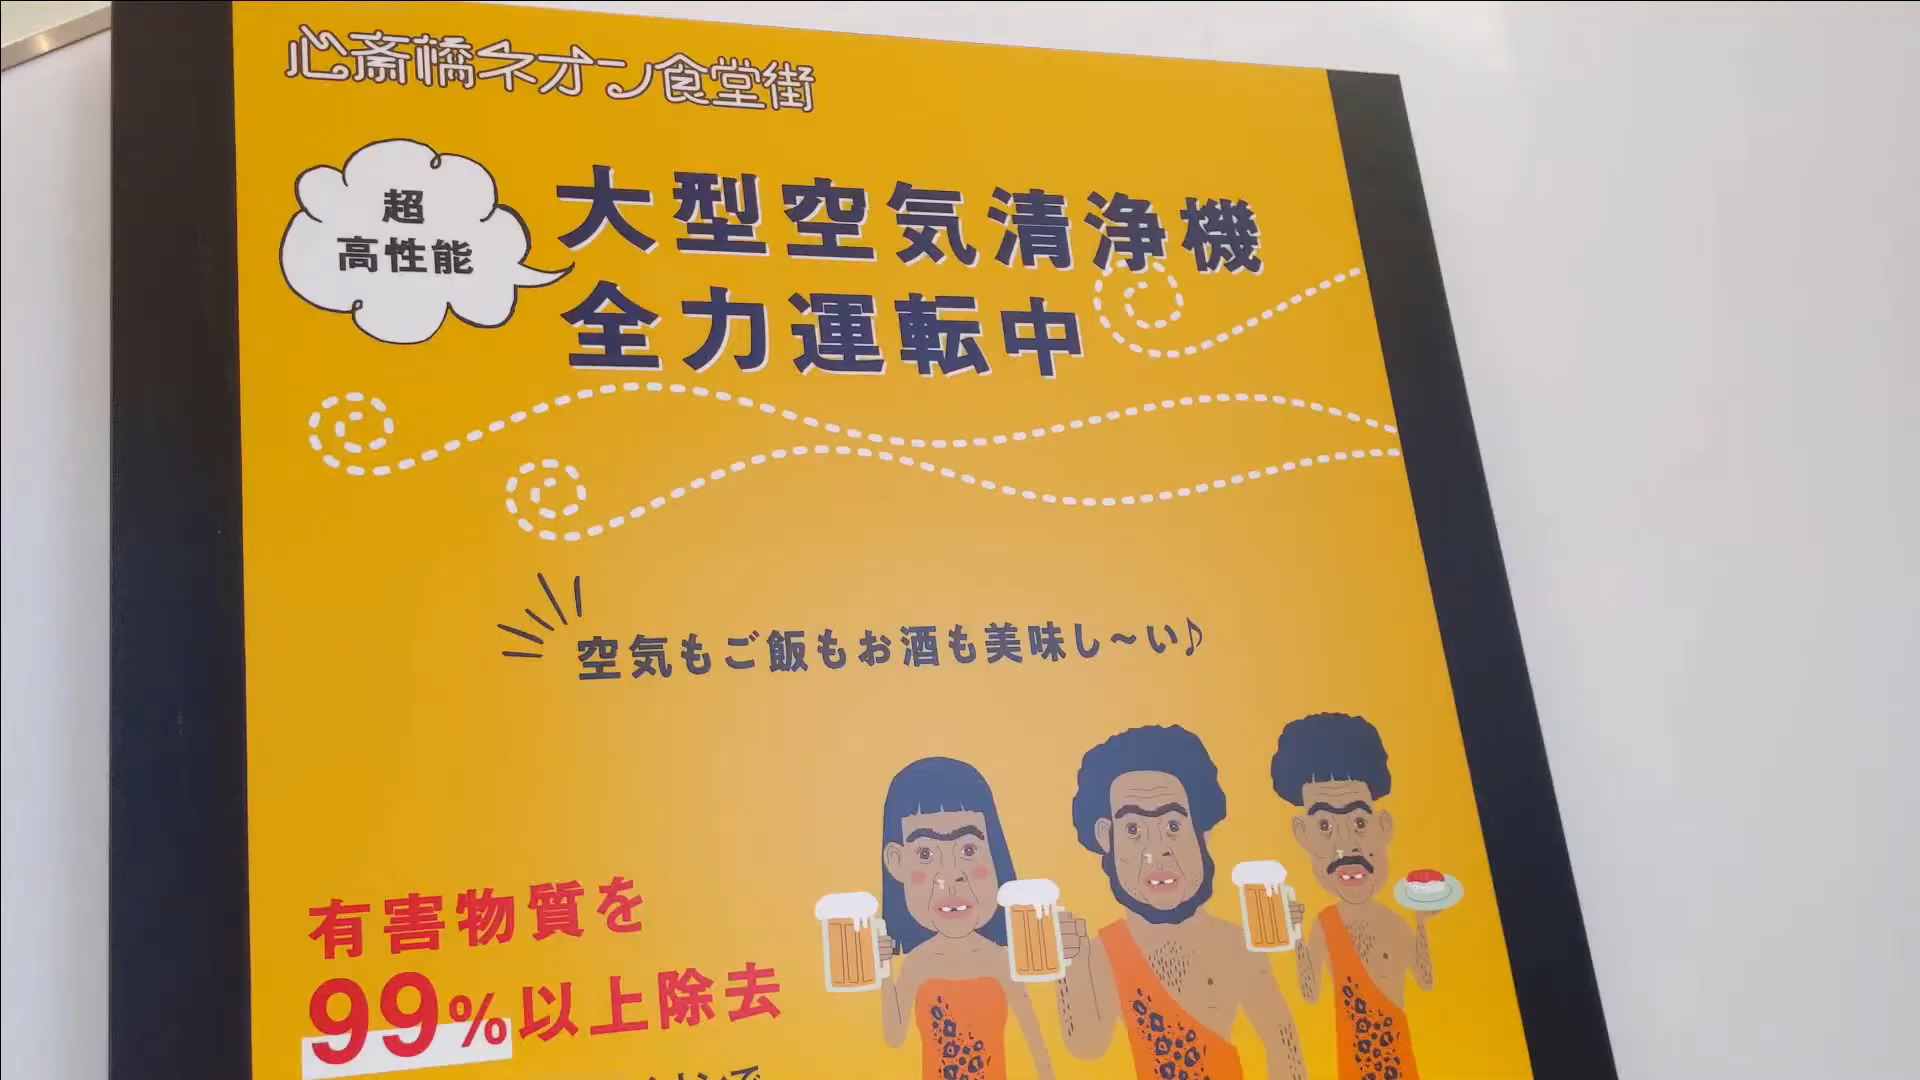 心斎橋ネオン食堂街
超
高性能
大型空気清浄機
全力運転中
空気もご飯もお酒も美味し～い♪
有害物質を
99%以上除去